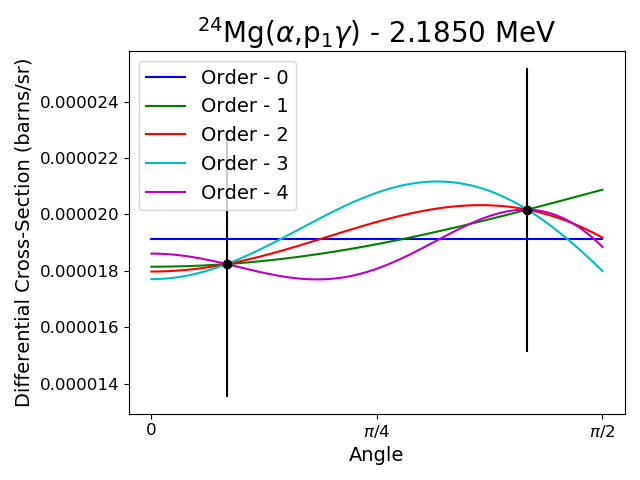 ²⁴Mg(α,p₁γ) - 2.1850 MeV
Differential Cross-Section (barns/sr)
0.000024
0.000022
0.000020
0.000018
0.000016
0.000014
Order - 0
Order - 1
Order - 2
Order - 3
Order - 4
0
π/4
π/2
Angle